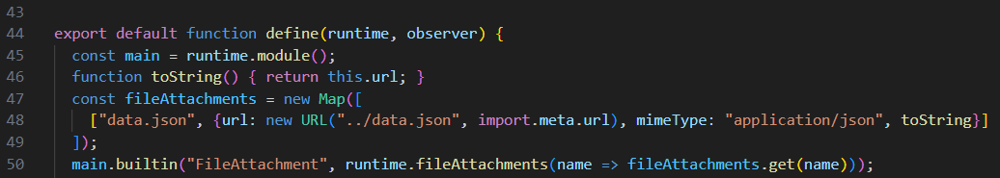 43
44 export default function define(runtime, observer) {
45 const main = runtime.module();
46 function toString() { return this.url; }
47 const fileAttachments = new Map([
48 ["data.json", {url: new URL("../data.json", import.meta.url), mimeType: "application/json", toString}]
49 ]);
50 main.builtin("FileAttachment", runtime.fileAttachments(name => fileAttachments.get(name)));